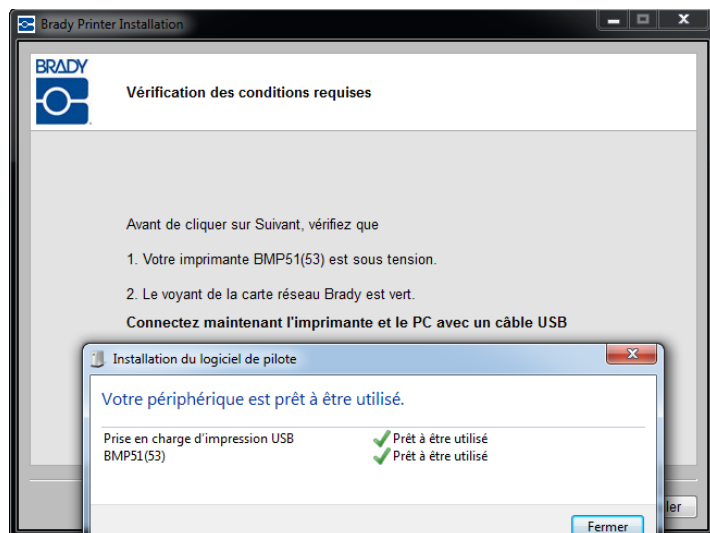 Brady Printer Installation
BRADY
Vérification des conditions requises
Avant de cliquer sur Suivant, vérifiez que
1. Votre imprimante BMP51(53) est sous tension.
2. Le voyant de la carte réseau Brady est vert.
Connectez maintenant l'imprimante et le PC avec un câble USB
Installation du logiciel de pilote
Votre périphérique est prêt à être utilisé.
Prise en charge d'impression USB Prêt à être utilisé
BMP51(53) Prêt à être utilisé
ler
Fermer